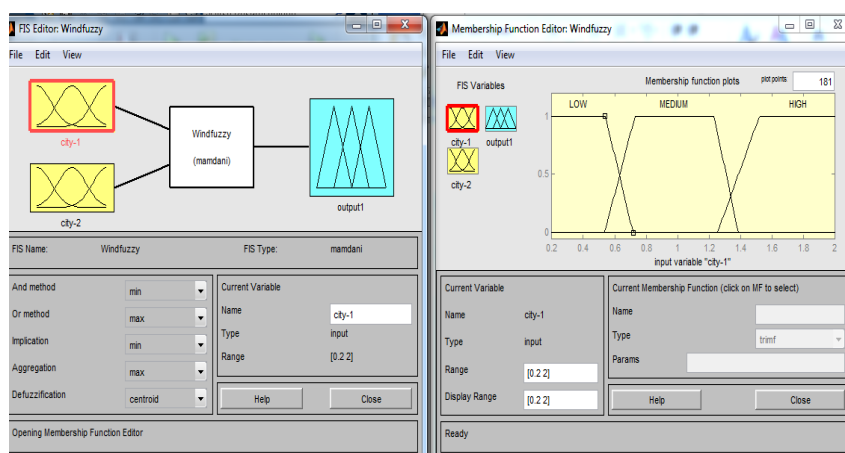 FIS Editor: Windfuzzy
File Edit View
city-1
city-2
Windfuzzy
(mamdani)
output1
FIS Name: Windfuzzy FIS Type: mamdani
And method min
Or method max
Implication min
Aggregation max
Defuzzification centroid
Current Variable
Name city-1
Type input
Range [0.2 2]
Help Close
Opening Membership Function Editor
Membership Function Editor: Windfuzzy
File Edit View
FIS Variables
city-1 output1
city-2
Membership function plots plot points: 181
LOW MEDIUM HIGH
1
0.5
0
0.2 0.4 0.6 0.8 1 1.2 1.4 1.6 1.8 2
input variable "city-1"
Current Variable
Name city-1
Type input
Range [0.2 2]
Display Range [0.2 2]
Current Membership Function (click on MF to select)
Name
Type trimf
Params
Help Close
Ready